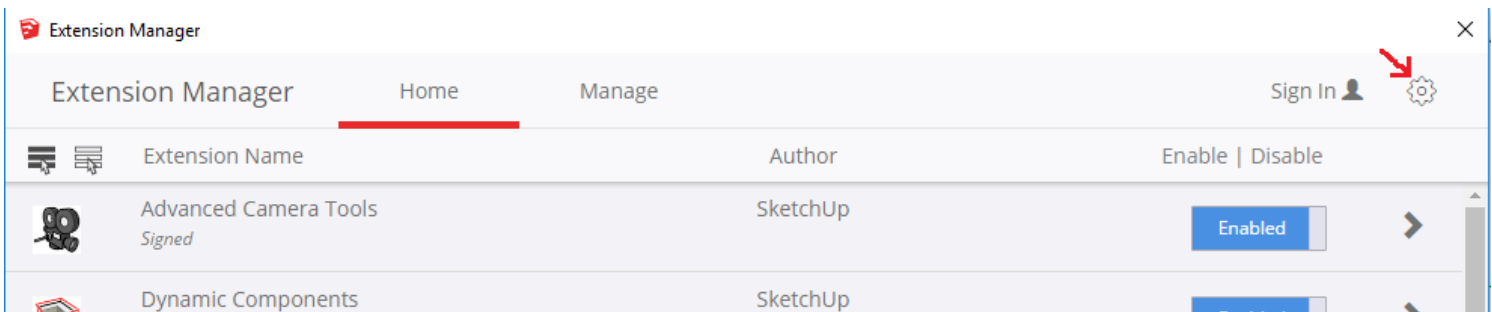 Extension Manager
Extension Manager Home Manage Sign In
Extension Name Author Enable | Disable
Advanced Camera Tools SketchUp
Signed Enabled
Dynamic Components SketchUp